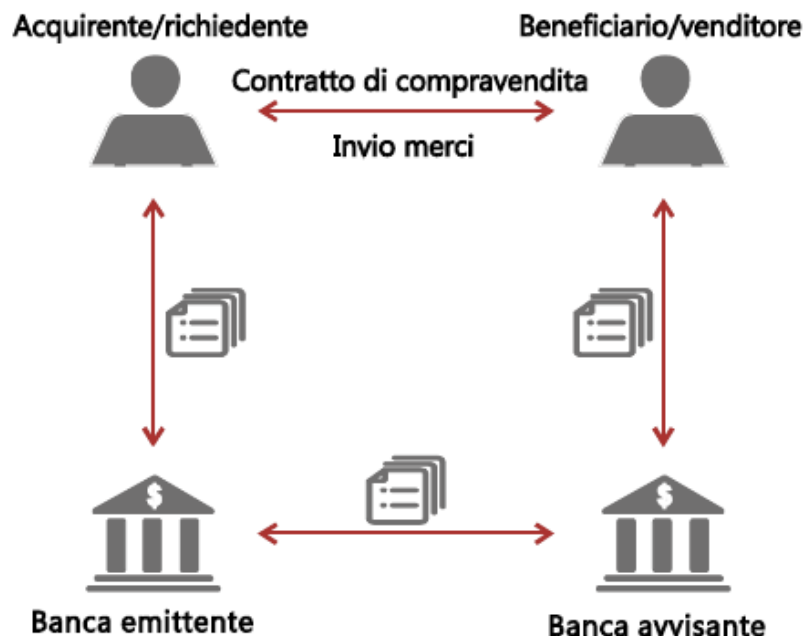 Acquirente/richiedente
Beneficiario/venditore
Contratto di compravendita
Invio merci
$
$
Banca emittente
Banca avvisante